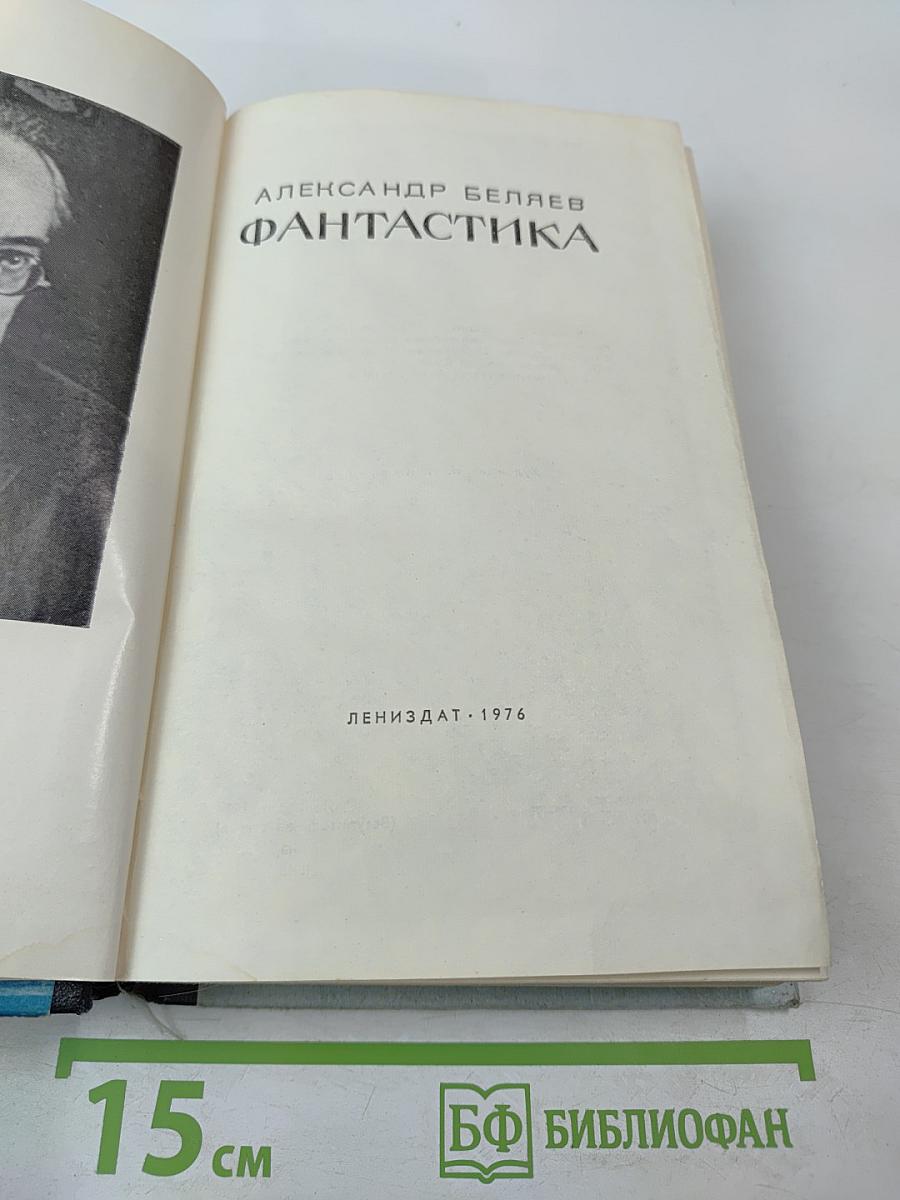 АЛЕКСАНДР БЕЛЯЕВ
ФАНТАСТИКА
ЛЕНИЗДАТ · 1976
15 см
БФ БИБЛИОФАН